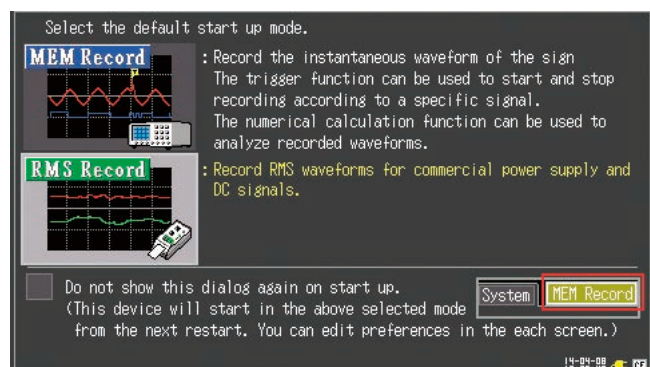 Select the default start up mode.
MEM Record
: Record the instantaneous waveform of the sign
The trigger function can be used to start and stop
recording according to a specific signal.
The numerical calculation function can be used to
analyze recorded waveforms.
RMS Record
: Record RMS waveforms for commercial power supply and
DC signals.
Do not show this dialog again on start up.
(This device will start in the above selected mode
from the next restart. You can edit preferences in the each screen.)
System
MEM Record
14-04-08
CF